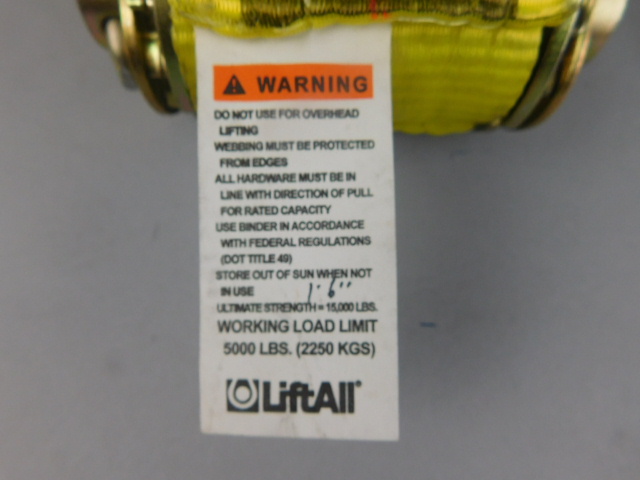 WARNING
DO NOT USE FOR OVERHEAD
LIFTING
WEBBING MUST BE PROTECTED
FROM EDGES
ALL HARDWARE MUST BE IN
LINE WITH DIRECTION OF PULL
FOR RATED CAPACITY
USE BINDER IN ACCORDANCE
WITH FEDERAL REGULATIONS
(DOT TITLE 49)
STORE OUT OF SUN WHEN NOT
IN USE 1'6"
ULTIMATE STRENGTH = 15,000 LBS.
WORKING LOAD LIMIT
5000 LBS. (2250 KGS)
LiftAll®